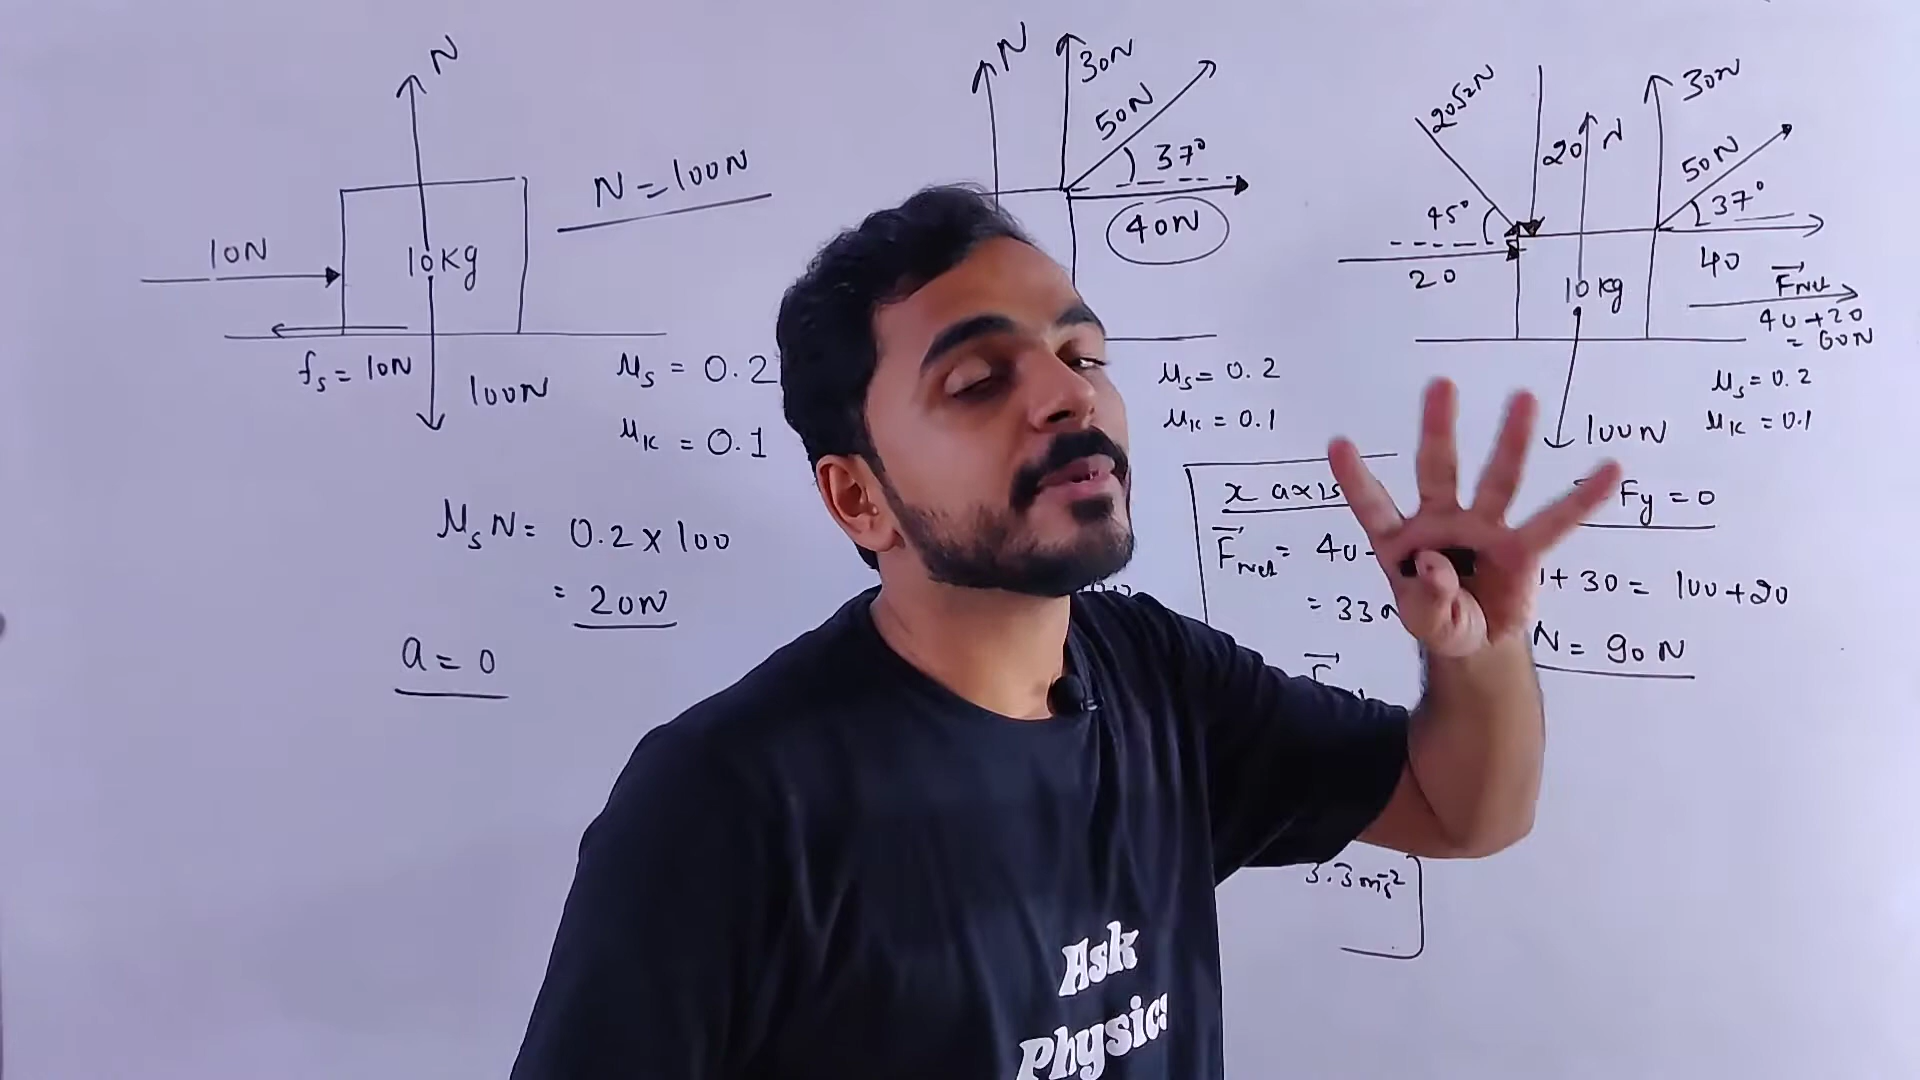 N
10N
10kg
N = 100N
fs = 10N
100N
μs = 0.2
μk = 0.1
μsN = 0.2 x 100
= 20N
a = 0
N
30N
50N
37°
40N
μs = 0.2
μk = 0.1
x axis
Fnet = 40-
= 33N
3.3 ms⁻²
20√2N
20
N
30N
50N
45°
37°
20
40
10kg
Fnet
40+20
= 60N
μs = 0.2
μk = 0.1
100N
Fy = 0
+ 30 = 100+20
N = 90N
Ask
Physics